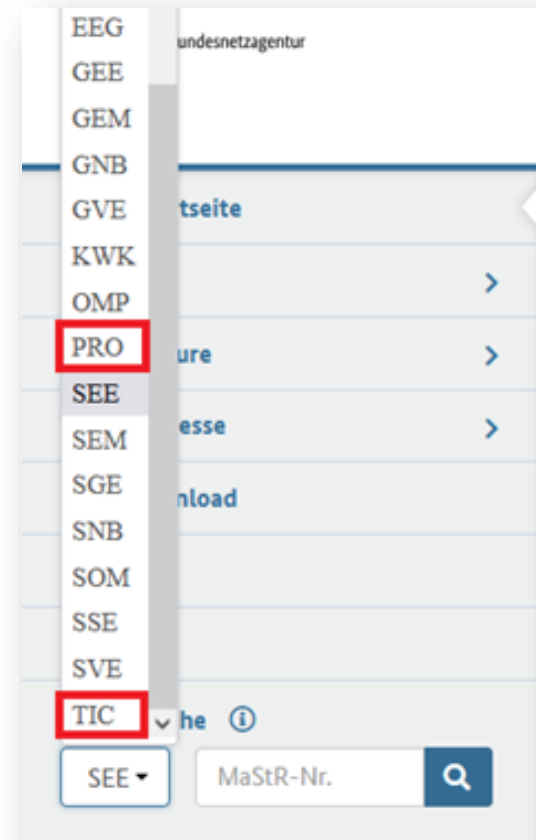 EEG
undesnetzagentur
GEE
GEM
GNB
GVE
tseite
KWK
OMP
PRO
ure
SEE
esse
SEM
SGE
nload
SNB
SOM
SSE
SVE
TIC
he
SEE
MaStR-Nr.